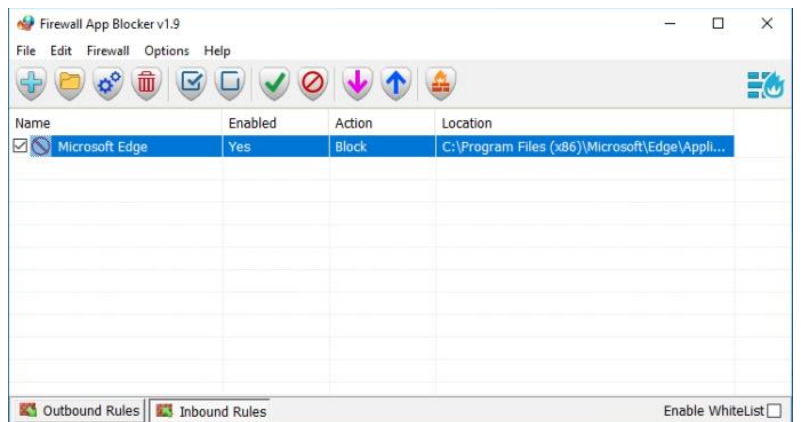 Firewall App Blocker v1.9
File Edit Firewall Options Help
Name Enabled Action Location
Microsoft Edge Yes Block C:\Program Files (x86)\Microsoft\Edge\Appli...
Outbound Rules Inbound Rules Enable WhiteList